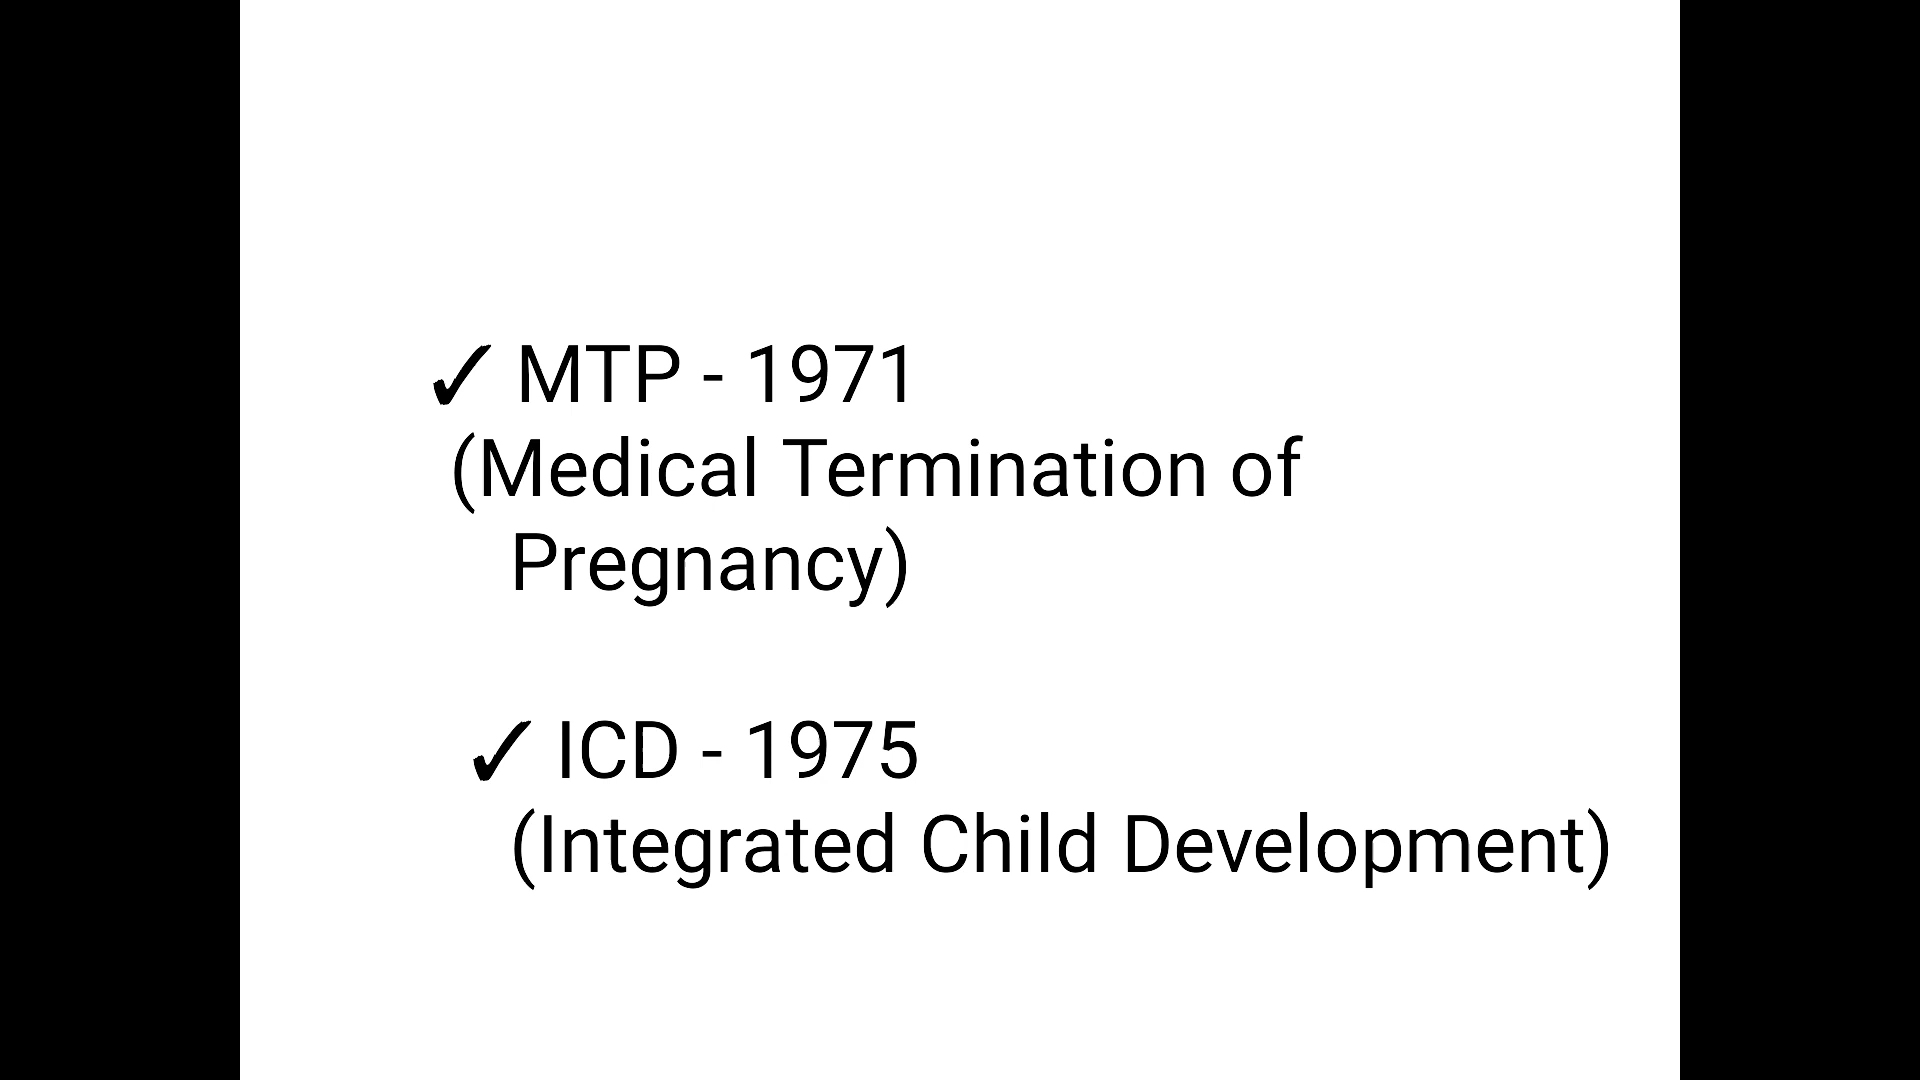 ✓ MTP - 1971
(Medical Termination of
Pregnancy)
✓ ICD - 1975
(Integrated Child Development)